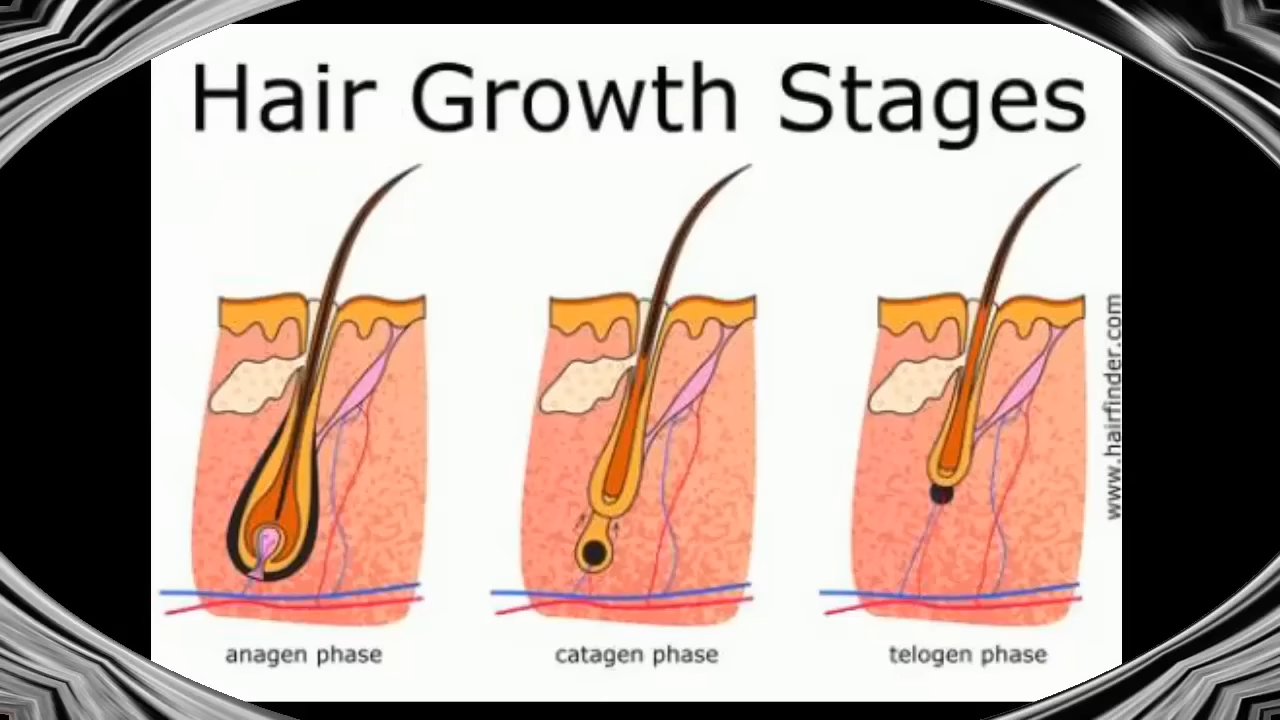 Hair Growth Stages
www.hairfinder.com
anagen phase
catagen phase
telogen phase